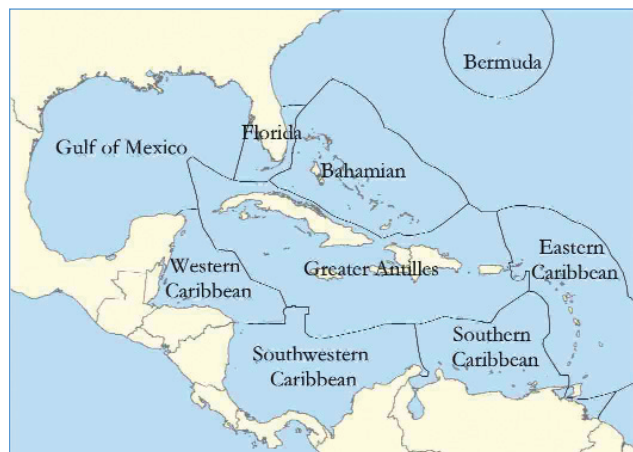 Bermuda
Florida
Gulf of Mexico
Bahamian
Western
Caribbean
Greater Antilles
Eastern
Caribbean
Southwestern
Caribbean
Southern
Caribbean